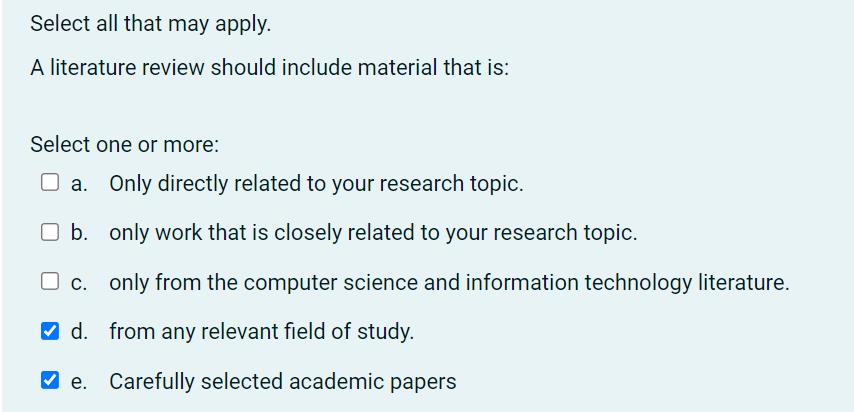 Select all that may apply.
A literature review should include material that is:
Select one or more:
a. Only directly related to your research topic.
b. only work that is closely related to your research topic.
c. only from the computer science and information technology literature.
d. from any relevant field of study.
e. Carefully selected academic papers